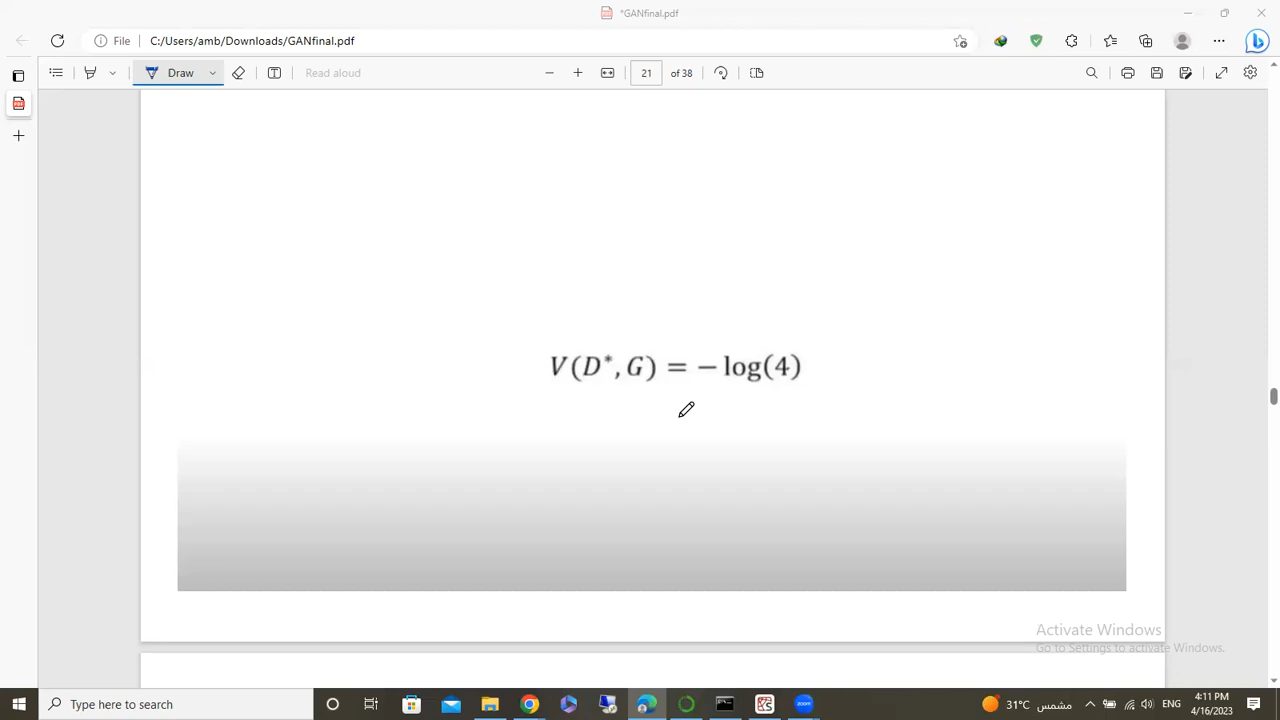 *GANfinal.pdf
File C:/Users/amb/Downloads/GANfinal.pdf
Draw Read aloud 21 of 38
V(D*, G) = − log(4)
Activate Windows
Go to Settings to activate Windows.
Type here to search
zoom
31°C مشمس
ENG
4:11 PM
4/16/2023